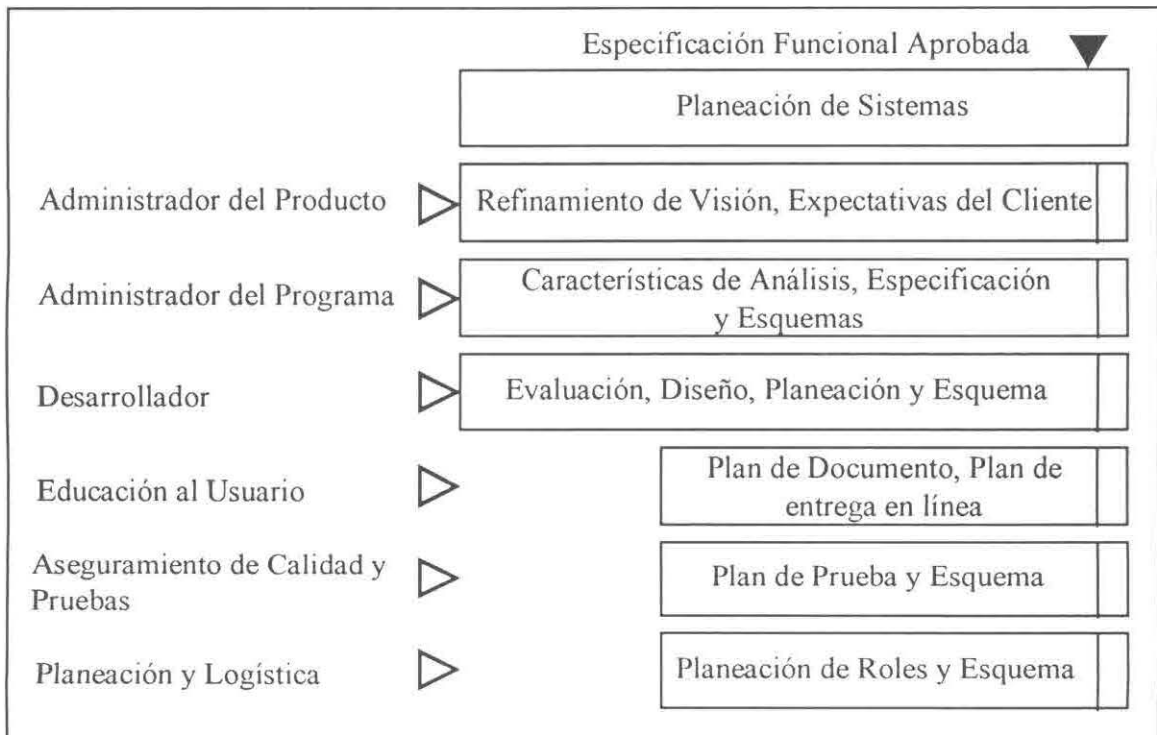 Especificación Funcional Aprobada
Planeación de Sistemas
Administrador del Producto
Refinamiento de Visión, Expectativas del Cliente
Administrador del Programa
Características de Análisis, Especificación
y Esquemas
Desarrollador
Evaluación, Diseño, Planeación y Esquema
Educación al Usuario
Plan de Documento, Plan de
entrega en línea
Aseguramiento de Calidad y
Pruebas
Plan de Prueba y Esquema
Planeación y Logística
Planeación de Roles y Esquema